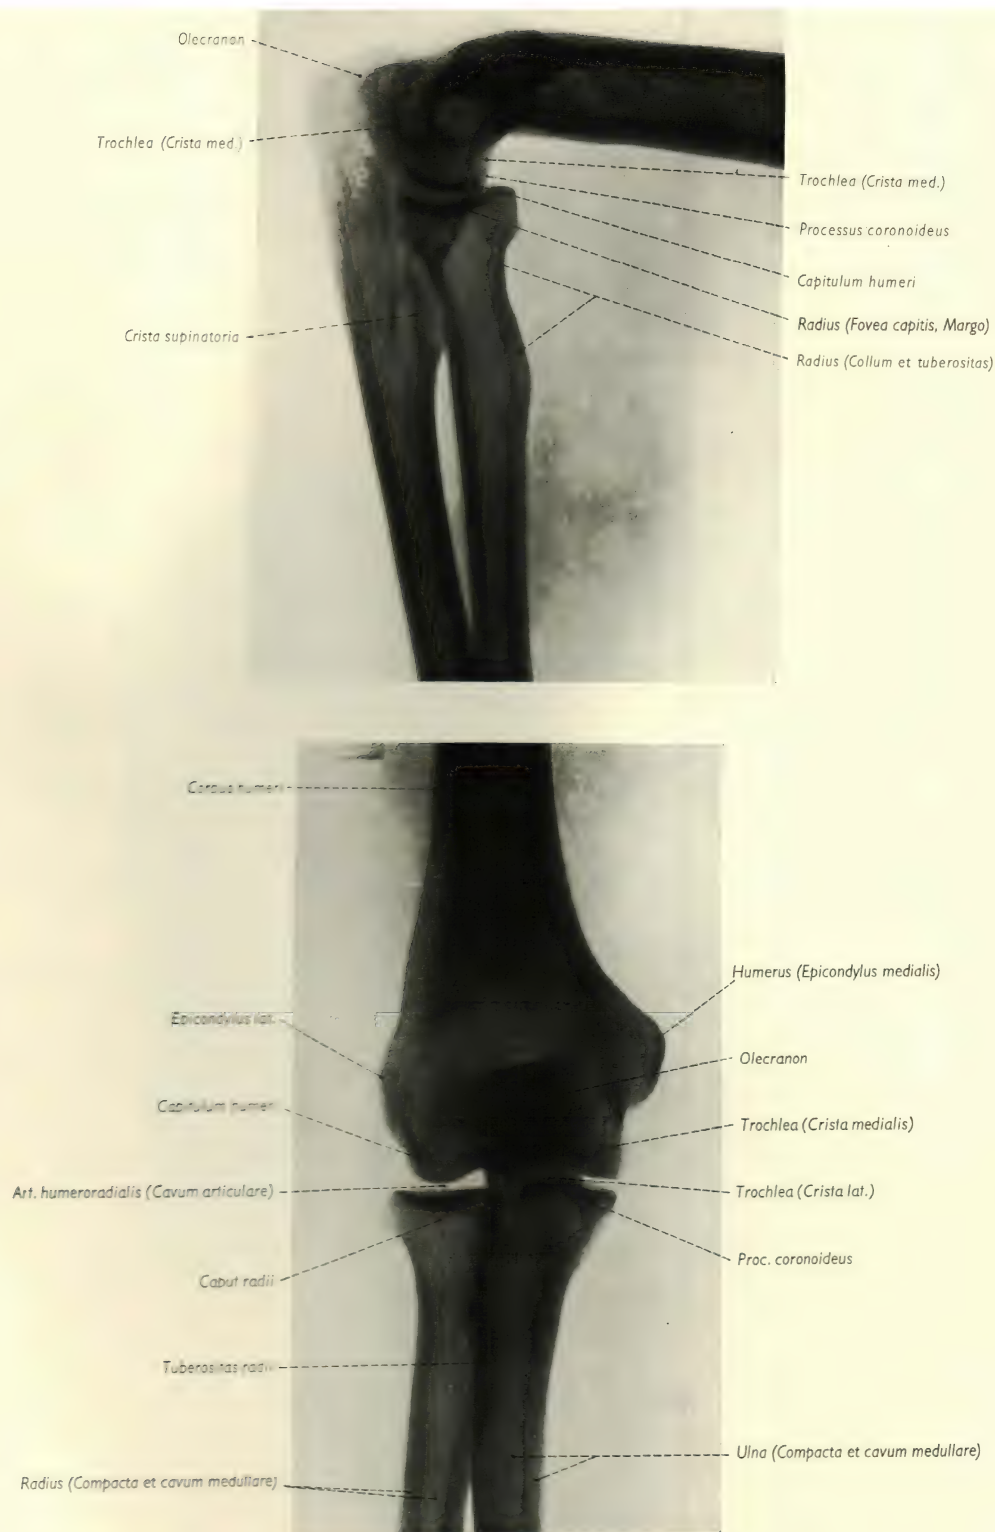 Olecranon
Trochlea (Crista med.)
Trochlea (Crista med.)
Processus coronoideus
Capitulum humeri
Radius (Fovea capitis, Margo)
Crista supinatoria
Radius (Collum et tuberositas)
Corpus humeri
Humerus (Epicondylus medialis)
Epicondylus lat.
Olecranon
Capitulum humeri
Trochlea (Crista medialis)
Art. humeroradialis (Cavum articulare)
Trochlea (Crista lat.)
Proc. coronoideus
Caput radii
Tuberositas radii
Ulna (Compacta et cavum medullare)
Radius (Compacta et cavum medullare)